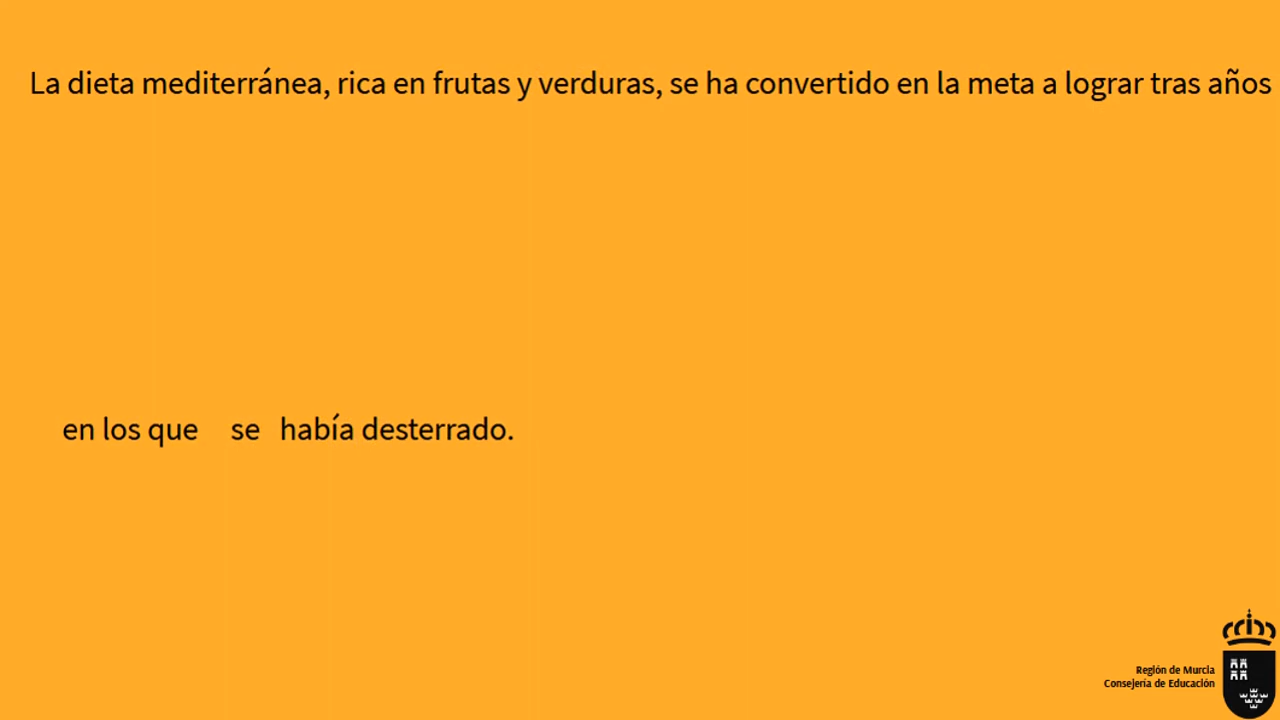 La dieta mediterránea, rica en frutas y verduras, se ha convertido en la meta a lograr tras años
en los que se había desterrado.
Región de Murcia
Consejería de Educación